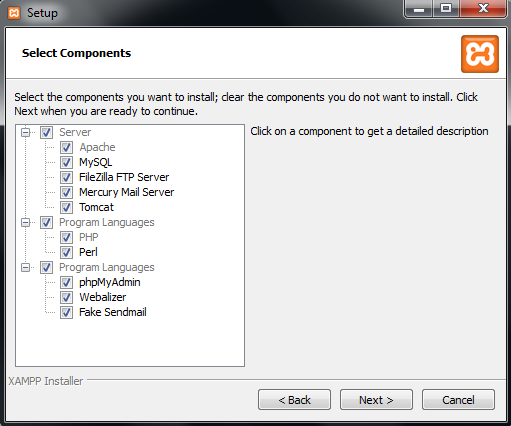 Setup
Select Components
Select the components you want to install; clear the components you do not want to install. Click
Next when you are ready to continue.
Server
Apache
MySQL
FileZilla FTP Server
Mercury Mail Server
Tomcat
Program Languages
PHP
Perl
Program Languages
phpMyAdmin
Webalizer
Fake Sendmail
Click on a component to get a detailed description
XAMPP Installer
< Back
Next >
Cancel